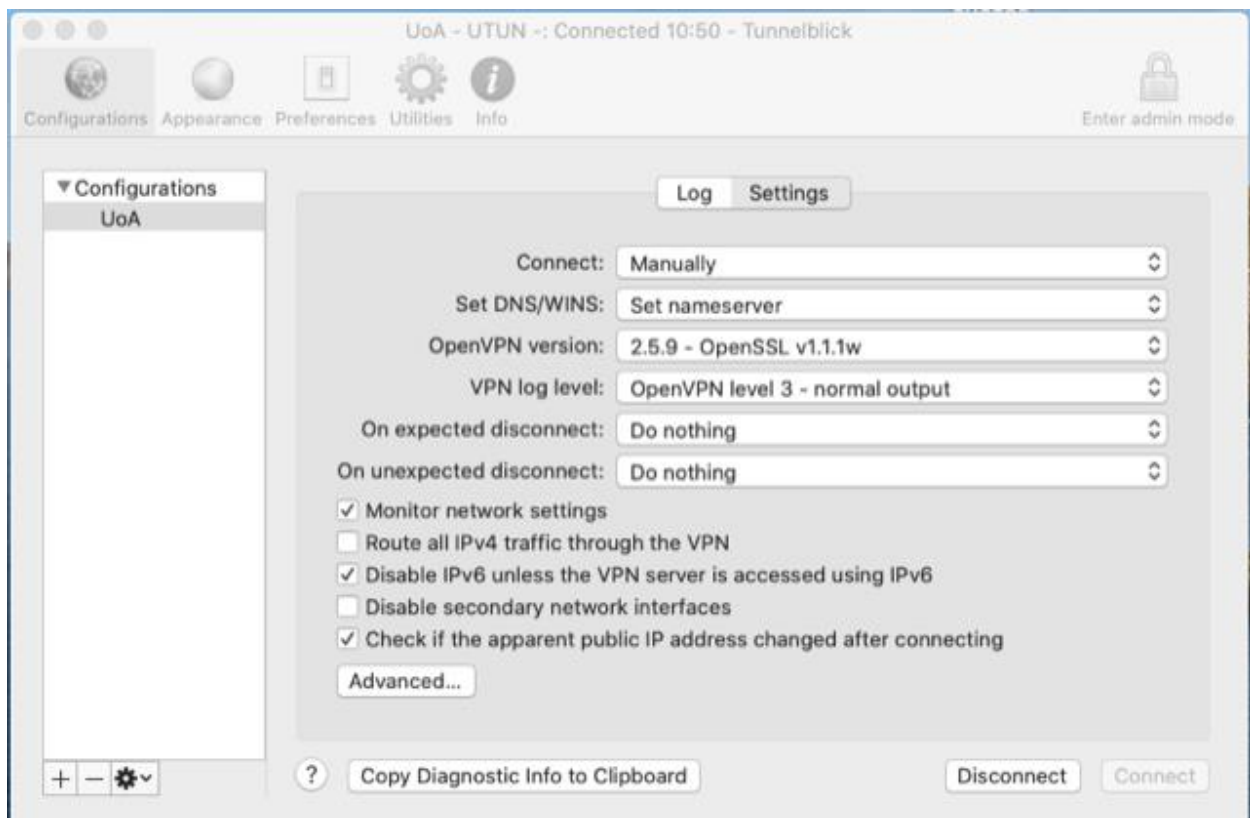 UoA - UTUN -: Connected 10:50 - Tunnelblick
Configurations Appearance Preferences Utilities Info Enter admin mode
Configurations
UoA
Log Settings
Connect: Manually
Set DNS/WINS: Set nameserver
OpenVPN version: 2.5.9 - OpenSSL v1.1.1w
VPN log level: OpenVPN level 3 - normal output
On expected disconnect: Do nothing
On unexpected disconnect: Do nothing
Monitor network settings
Route all IPv4 traffic through the VPN
Disable IPv6 unless the VPN server is accessed using IPv6
Disable secondary network interfaces
Check if the apparent public IP address changed after connecting
Advanced...
? Copy Diagnostic Info to Clipboard Disconnect Connect